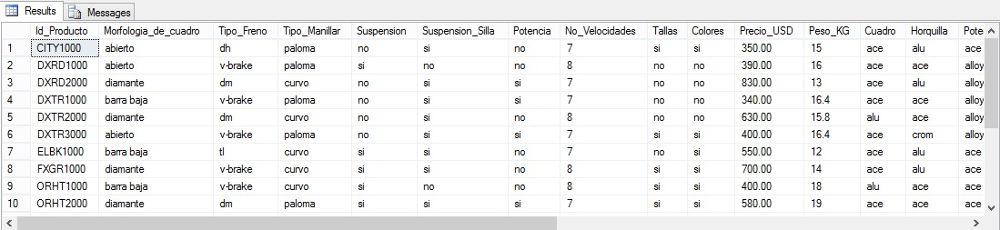 Results Messages
Id_Producto Morfologia_de_cuadro Tipo_Freno Tipo_Manillar Suspension Suspension_Silla Potencia No_Velocidades Tallas Colores Precio_USD Peso_KG Cuadro Horquilla Pote
1 CITY1000 abierto dh paloma no si si 7 si si 350.00 15 ace alu ace
2 DXRD1000 abierto v-brake paloma si no no 8 no no 390.00 16 ace ace alloy
3 DXRD2000 diamante dm curvo no si si 7 no no 830.00 13 ace alu alloy
4 DXTR1000 barra baja v-brake paloma no si si 7 no no 340.00 16.4 ace ace alloy
5 DXTR2000 diamante dm curvo no si no 8 no no 630.00 15.8 alu ace alloy
6 DXTR3000 abierto v-brake paloma no si si 7 si si 400.00 16.4 ace crom alloy
7 ELBK1000 barra baja tl curvo si si no 7 no si 550.00 12 ace alu ace
8 FXGR1000 diamante v-brake curvo si si no 8 si si 700.00 14 ace alu ace
9 ORHT1000 barra baja v-brake curvo si no no 8 si si 400.00 18 alu ace ace
10 ORHT2000 diamante dm paloma si si si 7 si si 580.00 19 ace ace ace